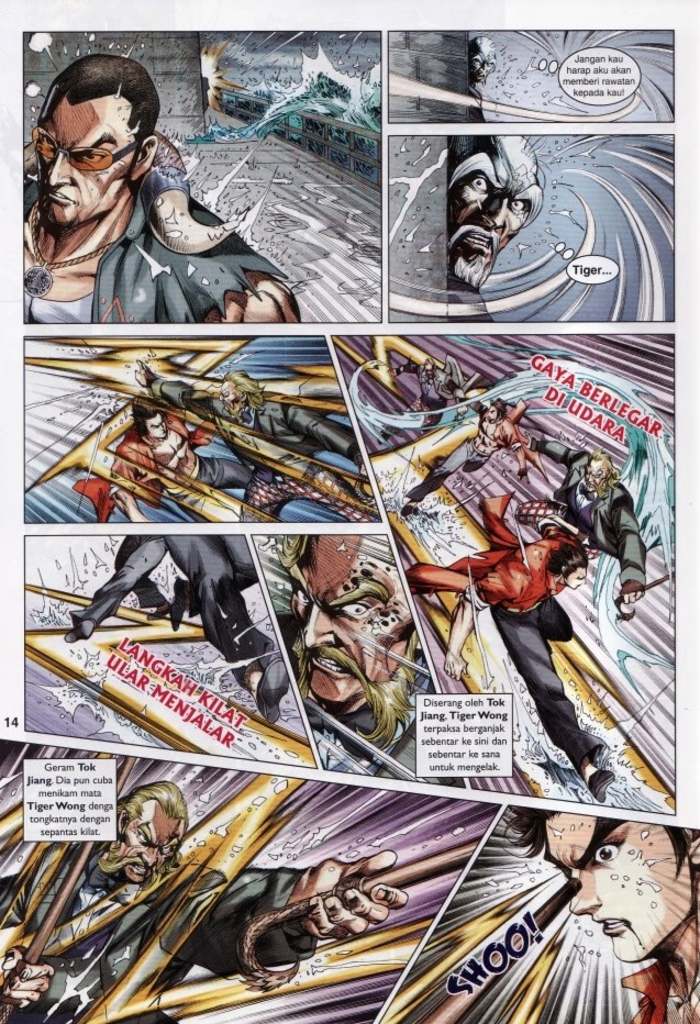 Jangan kau
harap aku akan
memberi rawatan
kepada kau!
Tiger...
GAYA BERLEGAR
DI UDARA
LANGKAH KILAT
ULAR MENJALAR
Diserang oleh Tok
Jiang, Tiger Wong
terpaksa berganjak
sebentar ke sini dan
sebentar ke sana
untuk mengelak.
14
Geram Tok
Jiang. Dia pun cuba
menikam mata
Tiger Wong denga
tongkatnya dengan
sepantas kilat.
SHOO!